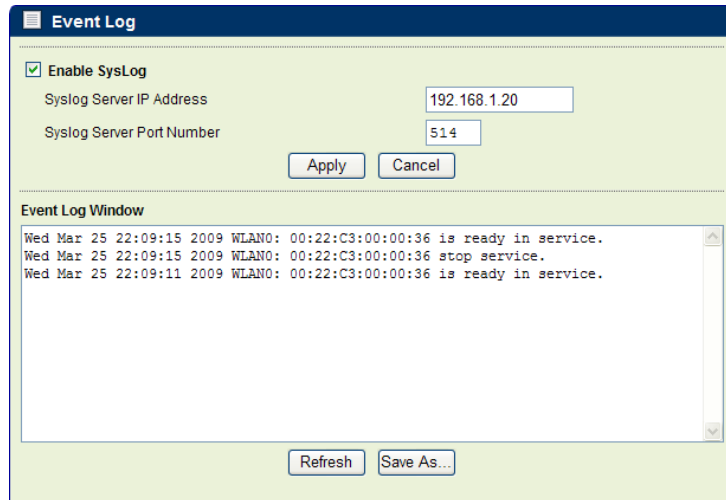 Event Log
Enable SysLog
Syslog Server IP Address 192.168.1.20
Syslog Server Port Number 514
Apply Cancel
Event Log Window
Wed Mar 25 22:09:15 2009 WLAN0: 00:22:C3:00:00:36 is ready in service.
Wed Mar 25 22:09:15 2009 WLAN0: 00:22:C3:00:00:36 stop service.
Wed Mar 25 22:09:11 2009 WLAN0: 00:22:C3:00:00:36 is ready in service.
Refresh Save As...